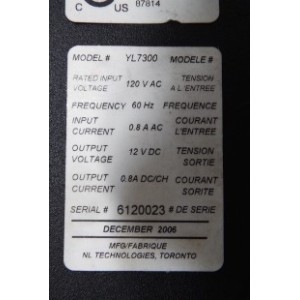 C
US
87814
MODEL # YL7300 MODELE #
RATED INPUT VOLTAGE 120 V AC TENSION A L'ENTREE
FREQUENCY 60 Hz FREQUENCE
INPUT CURRENT 0.8 A AC COURANT L'ENTREE
OUTPUT VOLTAGE 12 V DC TENSION SORTIE
OUTPUT CURRENT 0.8A DC/CH COURANT SORITE
SERIAL # 6120023 # DE SERIE
DECEMBER 2006
MFG/FABRIQUE
NL TECHNOLOGIES, TORONTO